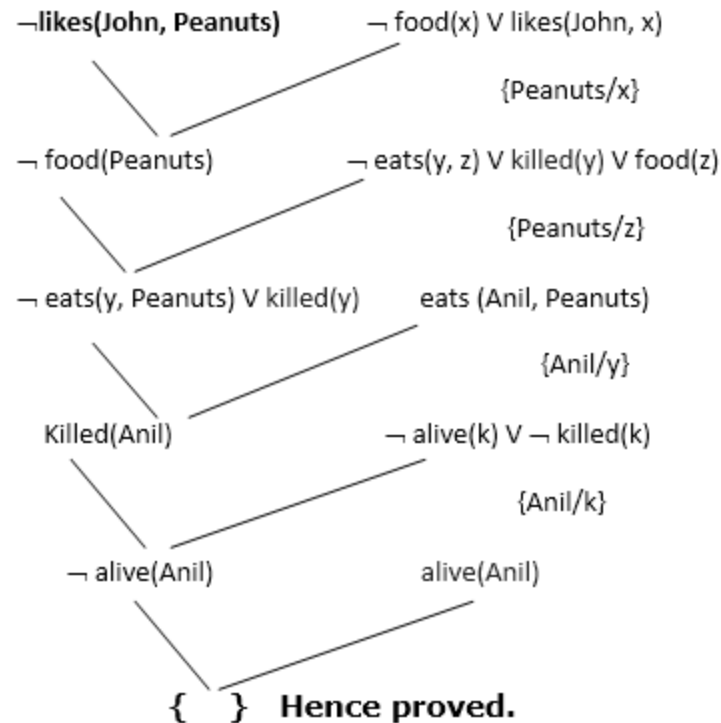 ¬likes(John, Peanuts) ¬ food(x) V likes(John, x)
{Peanuts/x}
¬ food(Peanuts) ¬ eats(y, z) V killed(y) V food(z)
{Peanuts/z}
¬ eats(y, Peanuts) V killed(y) eats (Anil, Peanuts)
{Anil/y}
Killed(Anil) ¬ alive(k) V ¬ killed(k)
{Anil/k}
¬ alive(Anil) alive(Anil)
{ } Hence proved.